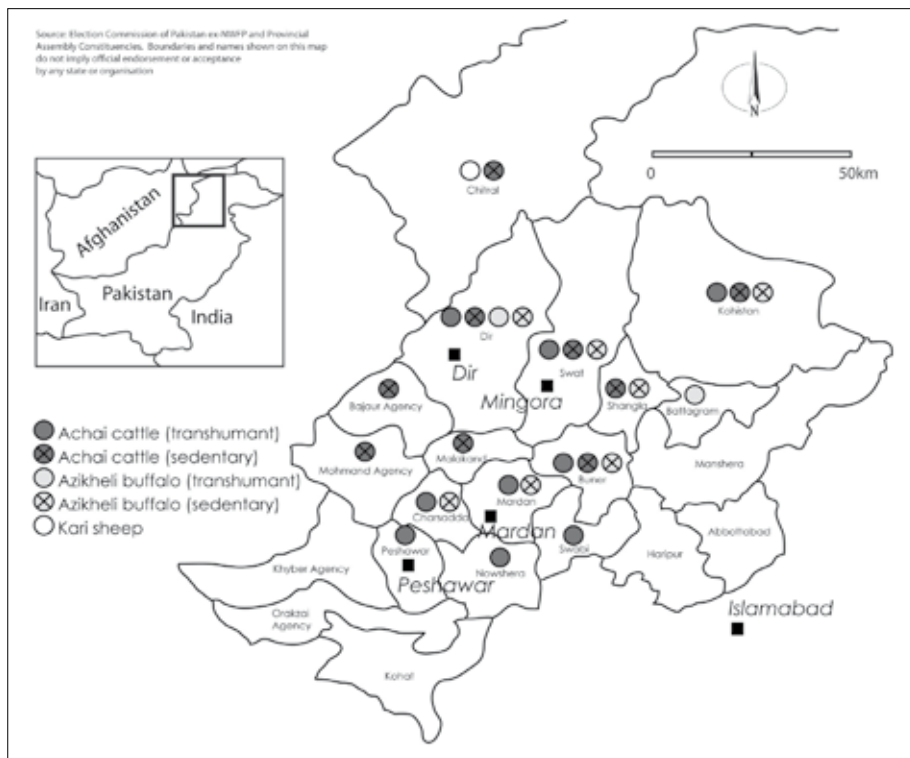 Source: Election Commission of Pakistan ex-NWFP and Provincial
Assembly Constituencies. Boundaries and names shown on this map
do not imply official endorsement or acceptance
by any state or organisation
N
0 50km
Chitral
Afghanistan
Iran
Pakistan
India
Kohistan
Dir
Dir
Swat
Mingora
Shangla
Battagram
Bajaur Agency
Manshera
Achai cattle (transhumant)
Achai cattle (sedentary)
Azikheli buffalo (transhumant)
Azikheli buffalo (sedentary)
Kari sheep
Mohmand Agency
Malakand
Buner
Charsadda
Mardan
Mardan
Abbottabad
Swabi
Haripur
Peshawar
Peshawar
Nowshera
Khyber Agency
Islamabad
Orakzai
Agency
Kohat